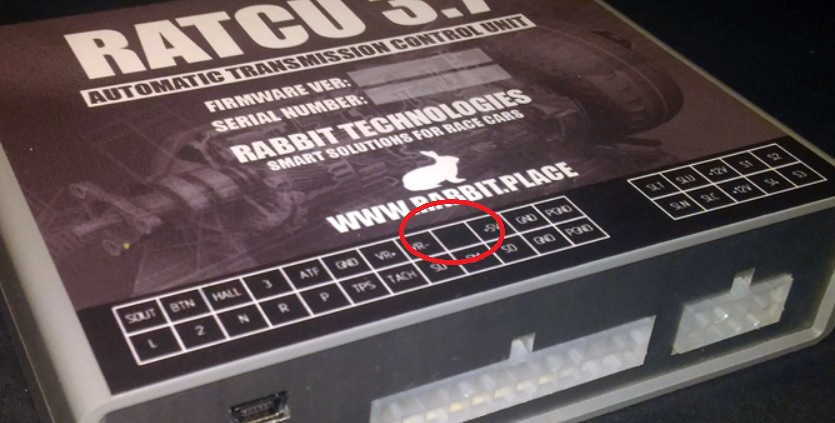 RATCU 3.7
AUTOMATIC TRANSMISSION CONTROL UNIT
FIRMWARE VER:
SERIAL NUMBER:
RABBIT TECHNOLOGIES
SMART SOLUTIONS FOR RACE CARS
WWW.RABBIT.PLACE
SOUT BTN HALL 3 ATF GND VR+ VR- +5V GND PGND
L 2 N R P TPS TACH SD SD GND PGND
SLT SLU +12V S1 S2
SLN SLC +12V S4 S3